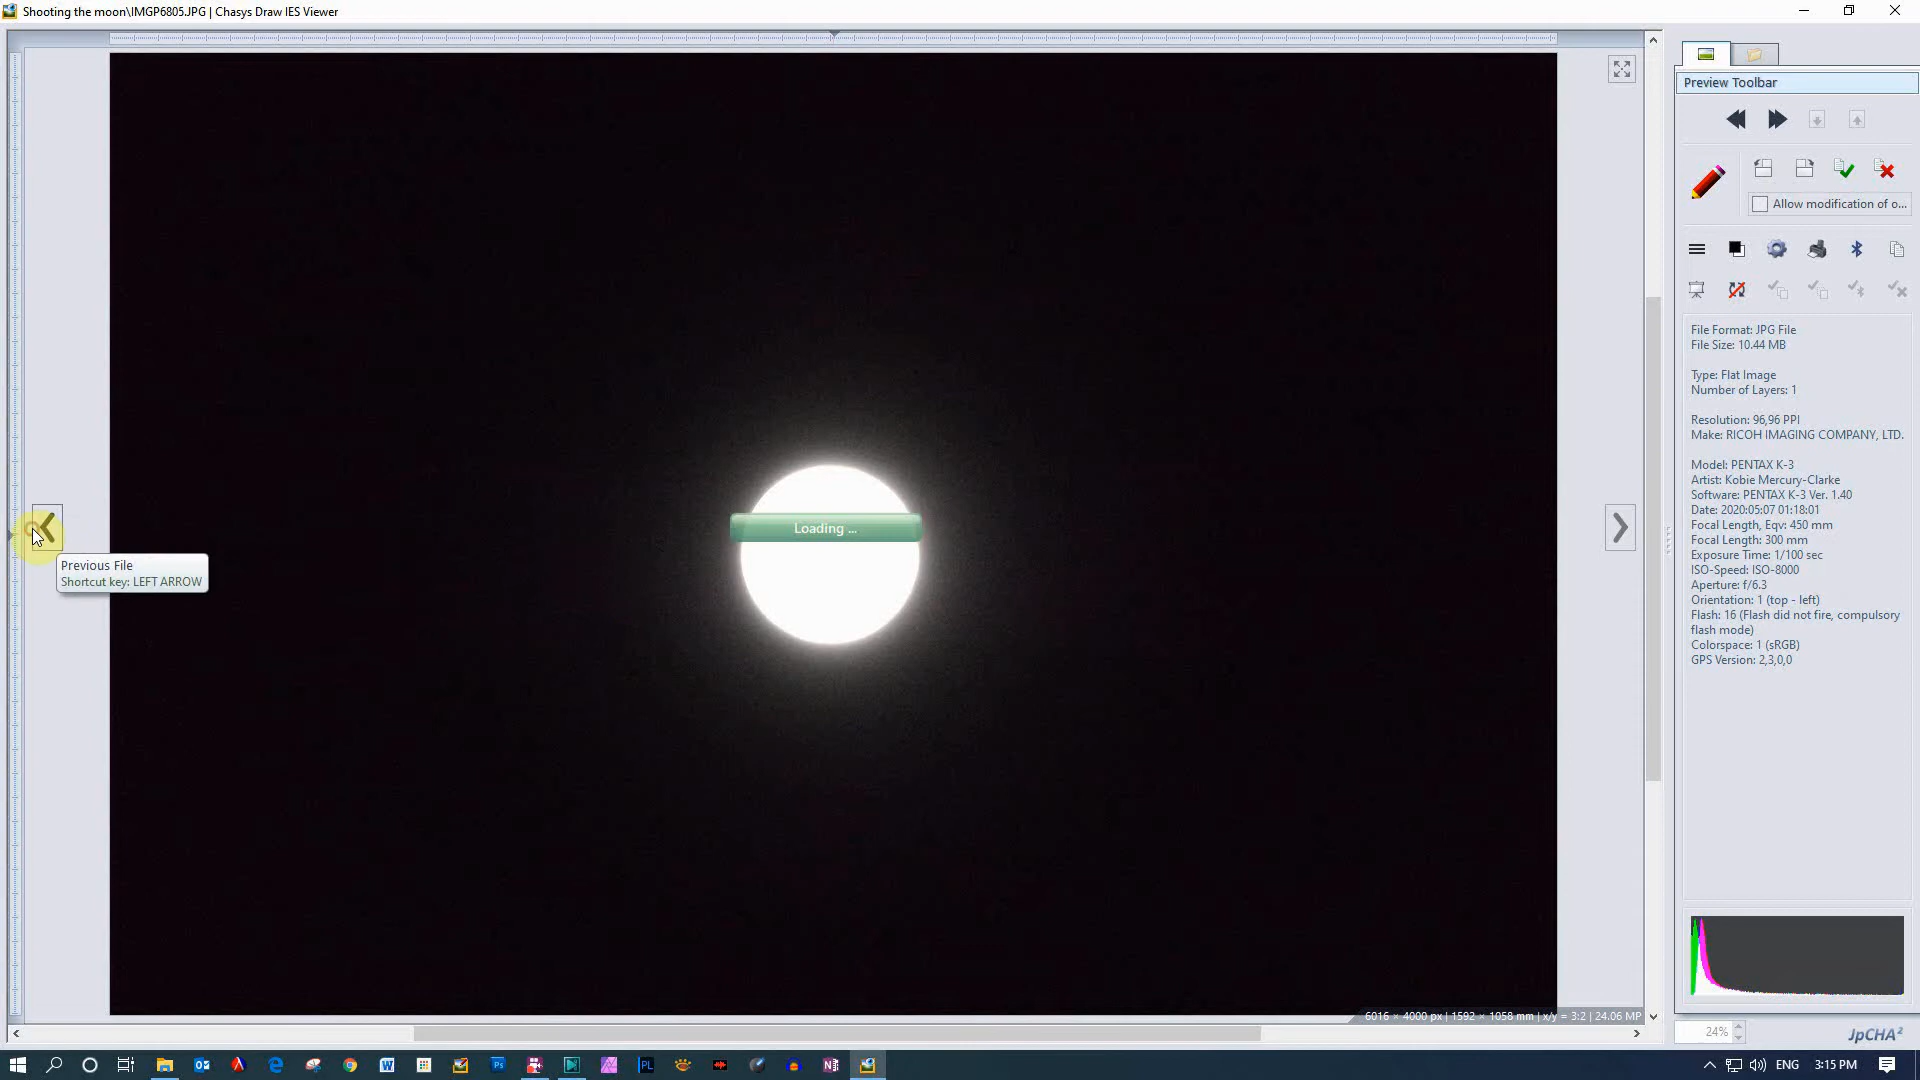 Shooting the moon\IMGP6805.JPG | Chasys Draw IES Viewer
Preview Toolbar
Allow modification of o...
File Format: JPG File
File Size: 10.44 MB
Type: Flat Image
Number of Layers: 1
Resolution: 96,96 PPI
Make: RICOH IMAGING COMPANY, LTD.
Model: PENTAX K-3
Artist: Kobie Mercury-Clarke
Software: PENTAX K-3 Ver. 1.40
Date: 2020:05:07 01:18:01
Focal Length, Eqv: 450 mm
Focal Length: 300 mm
Exposure Time: 1/100 sec
ISO-Speed: ISO-8000
Aperture: f/6.3
Orientation: 1 (top - left)
Flash: 16 (Flash did not fire, compulsory
flash mode)
Colorspace: 1 (sRGB)
GPS Version: 2,3,0,0
Loading ...
Previous File
Shortcut key: LEFT ARROW
6016 × 4000 px | 1592 × 1058 mm | x/y = 3:2 | 24.06 MP
24%
JpCHA²
ENG
3:15 PM